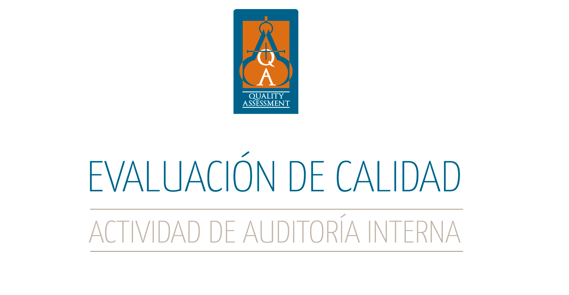 QA
QUALITY
ASSESSMENT
EVALUACIÓN DE CALIDAD
ACTIVIDAD DE AUDITORÍA INTERNA